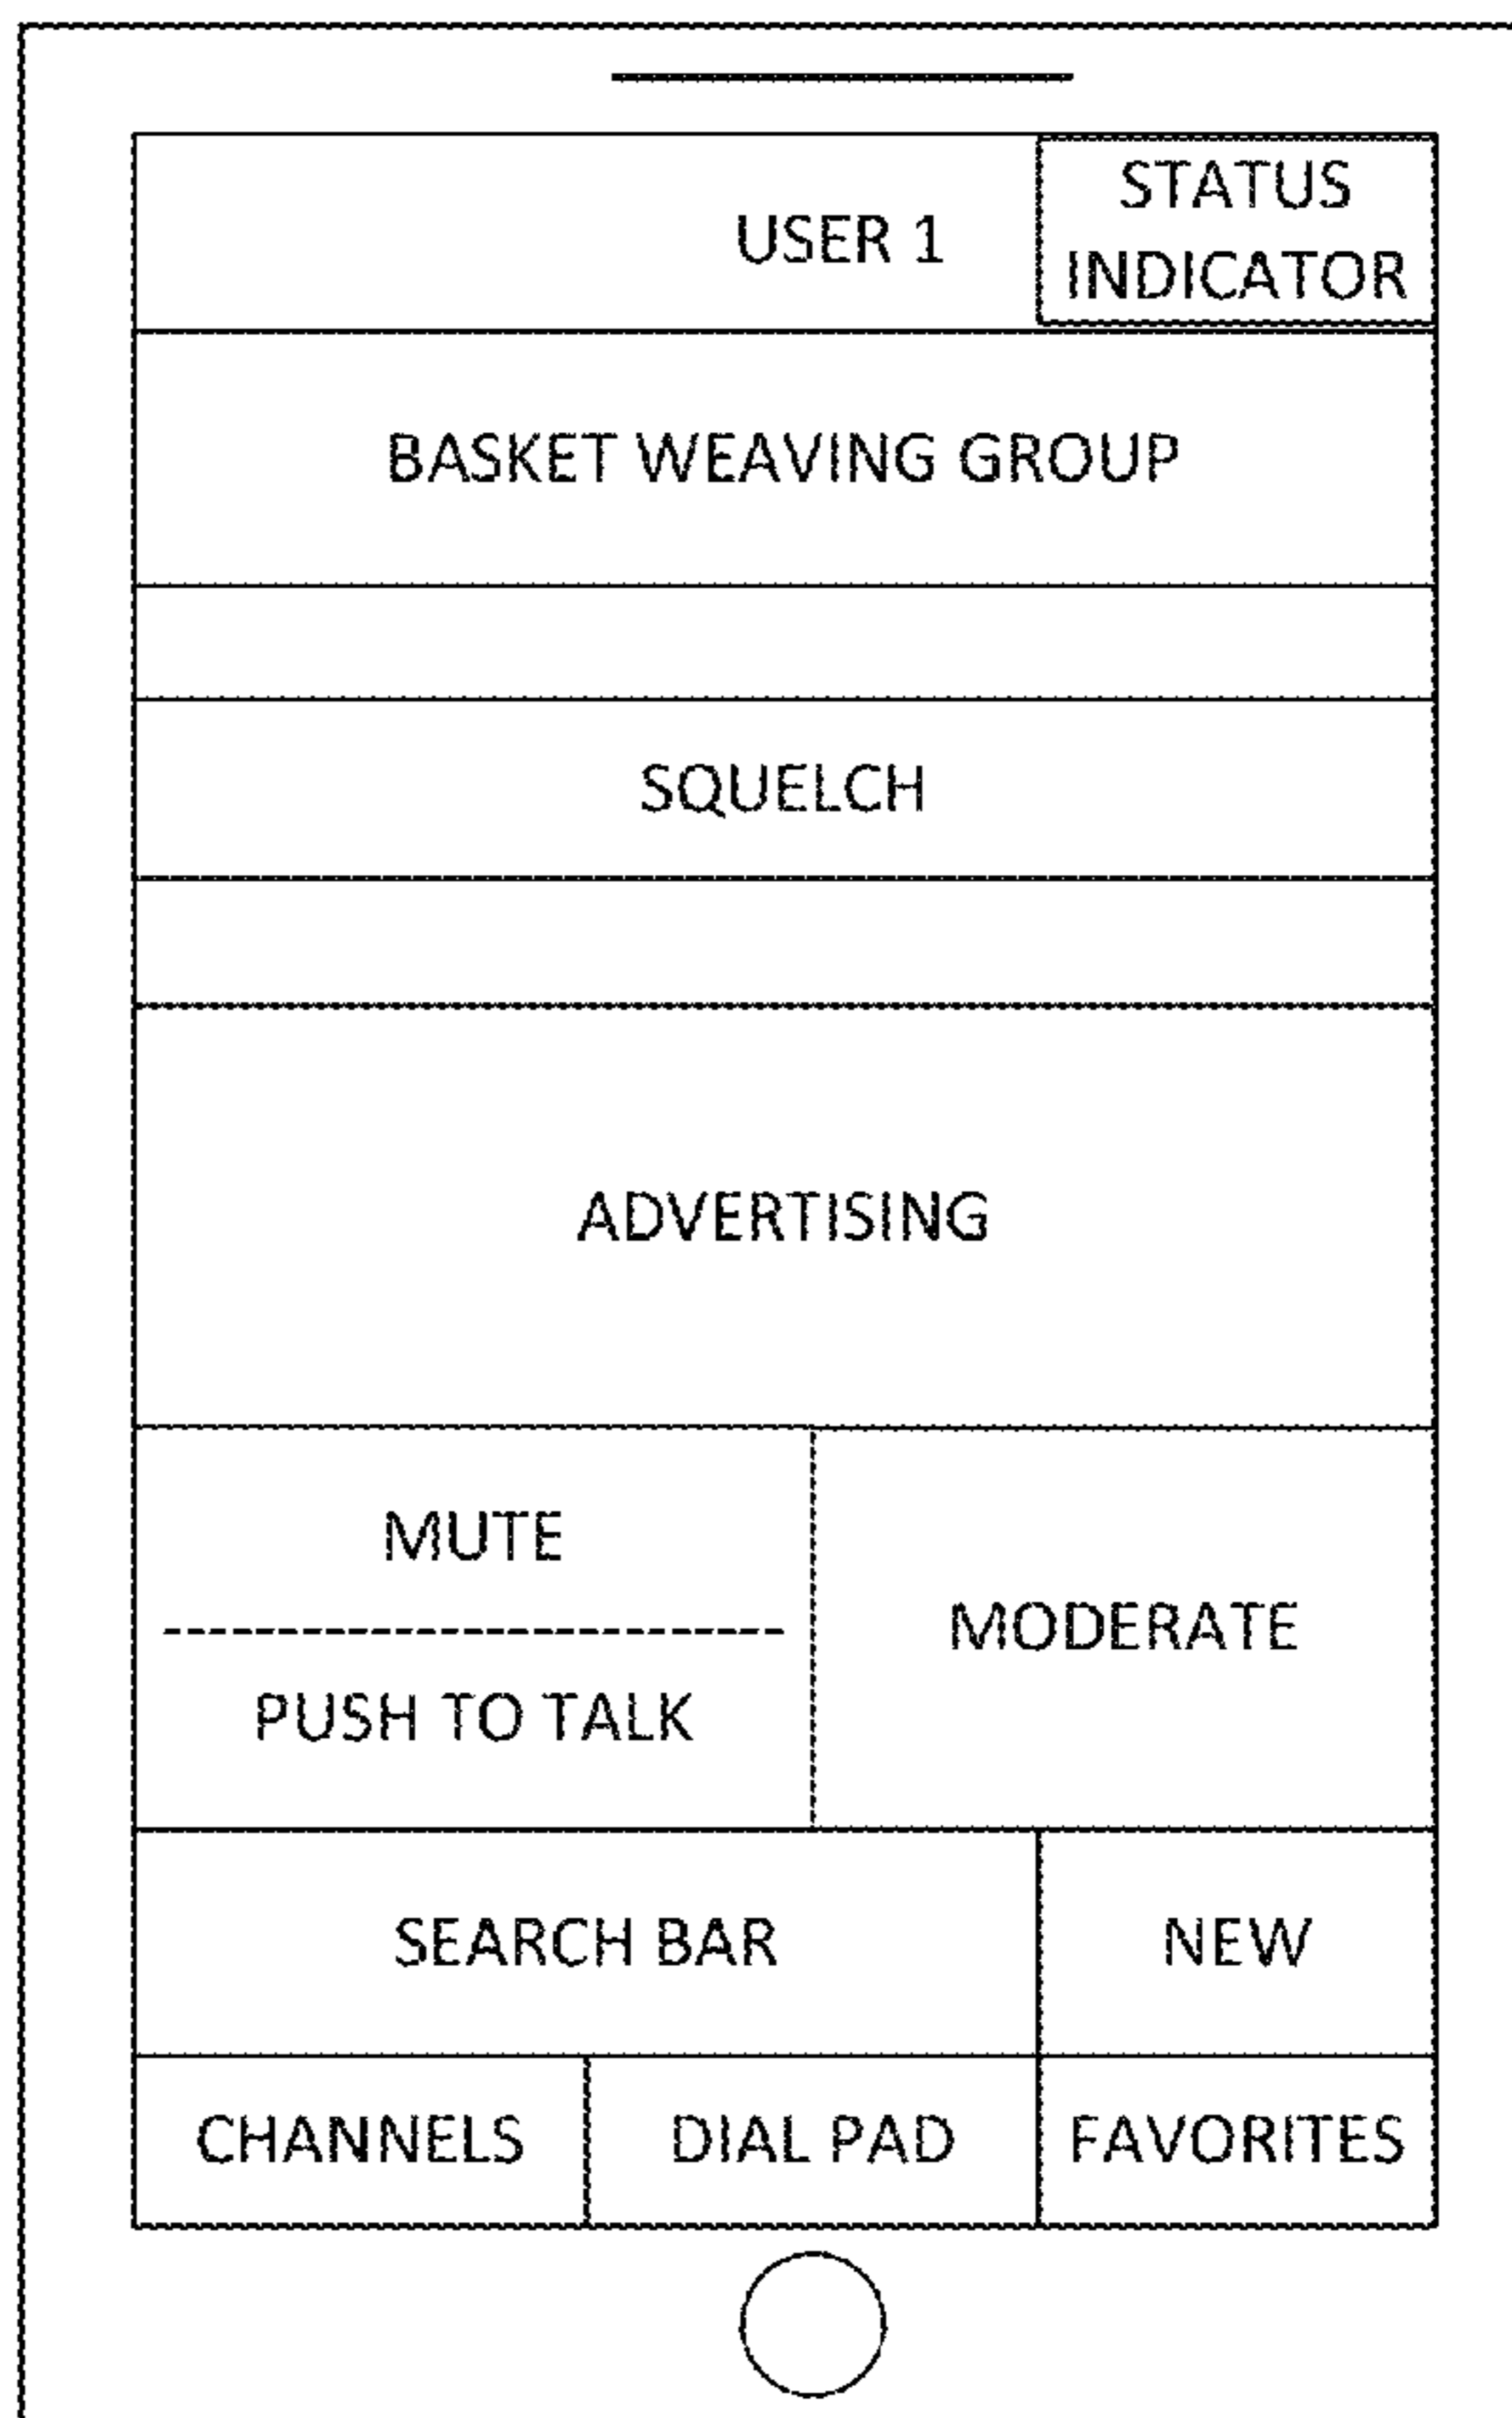 USER 1
STATUS
INDICATOR
BASKET WEAVING GROUP
SQUELCH
ADVERTISING
MUTE
PUSH TO TALK
MODERATE
SEARCH BAR
NEW
CHANNELS
DIAL PAD
FAVORITES